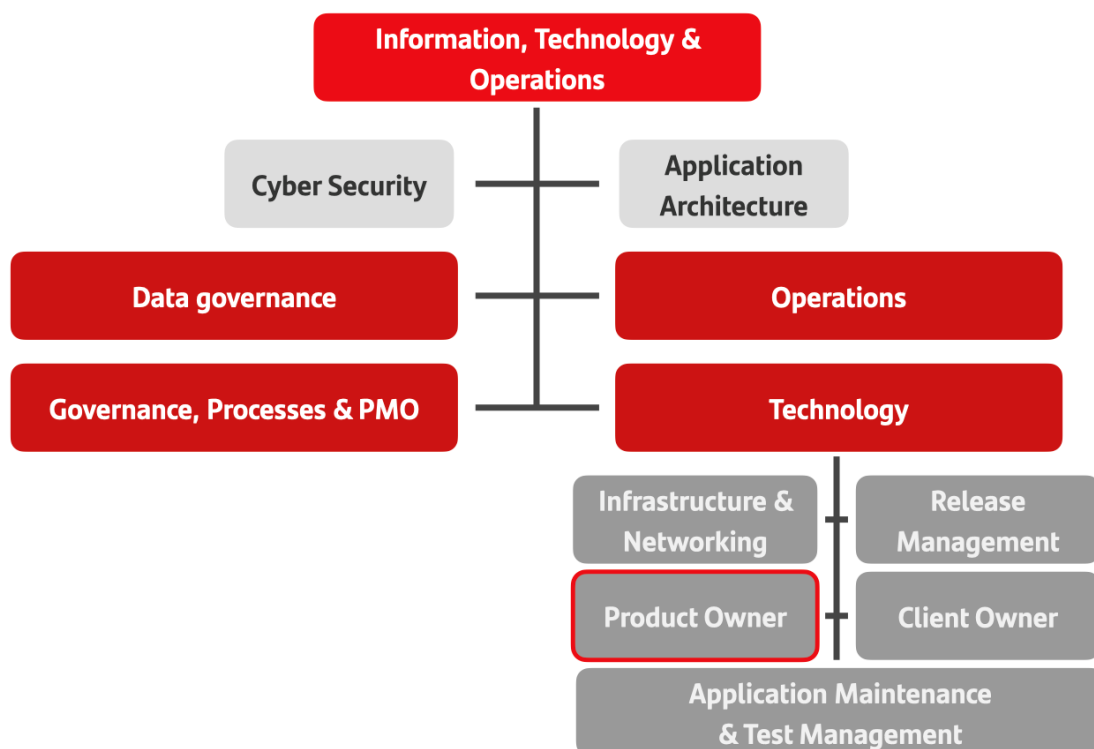 Information, Technology &
Operations
Cyber Security
Application
Architecture
Data governance
Operations
Governance, Processes & PMO
Technology
Infrastructure &
Networking
Release
Management
Product Owner
Client Owner
Application Maintenance
& Test Management